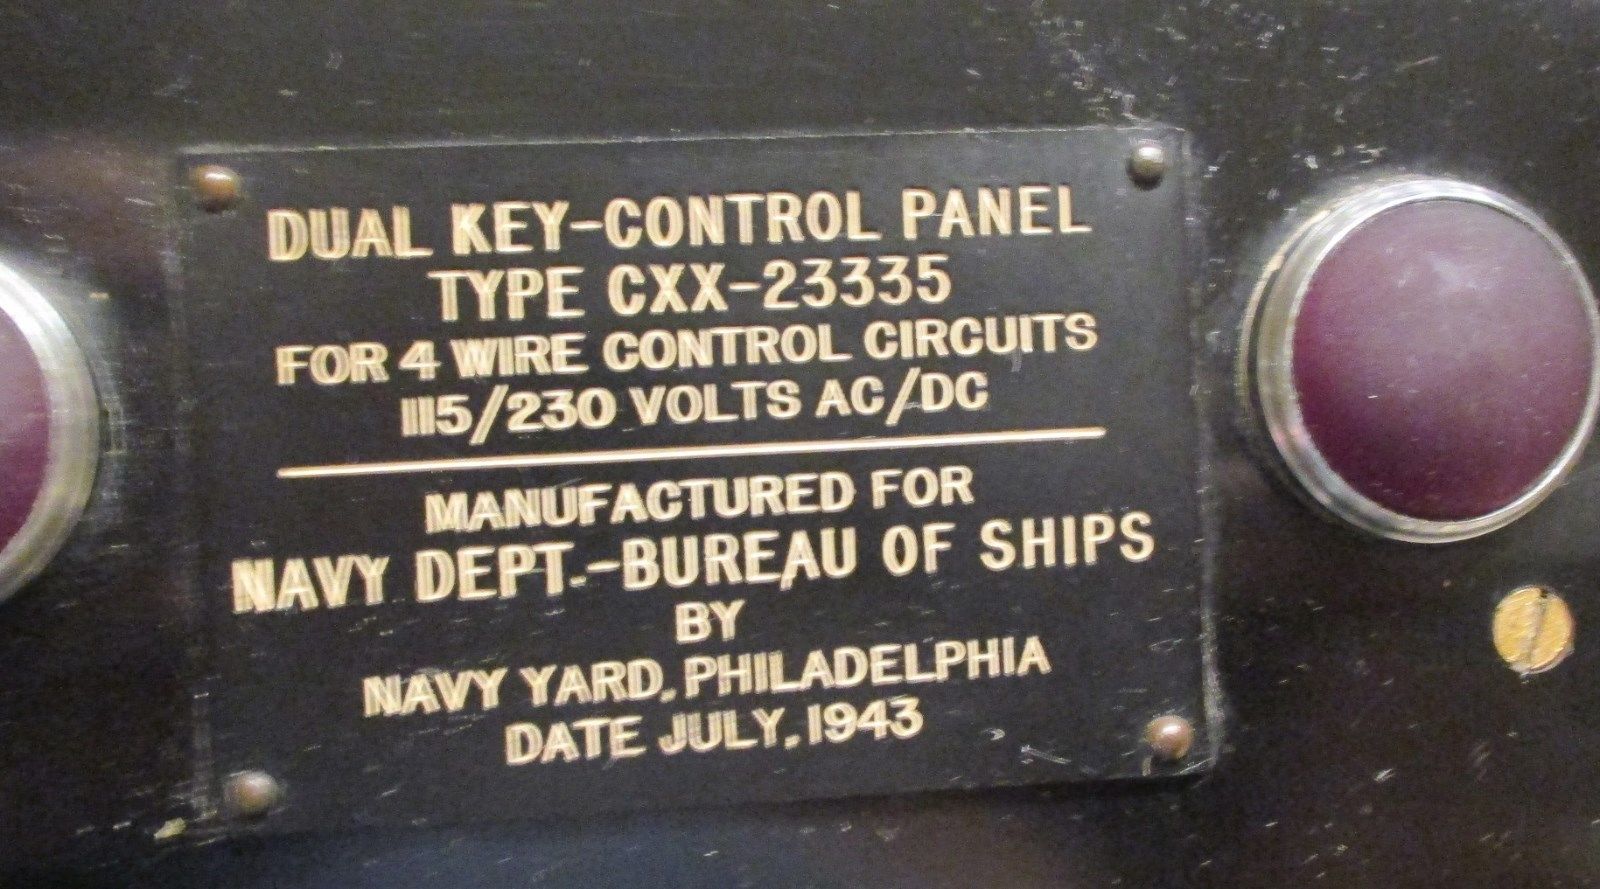 DUAL KEY-CONTROL PANEL
TYPE CXX-23335
FOR 4 WIRE CONTROL CIRCUITS
115/230 VOLTS AC/DC
MANUFACTURED FOR
NAVY DEPT.-BUREAU OF SHIPS
BY
NAVY YARD, PHILADELPHIA
DATE JULY, 1943